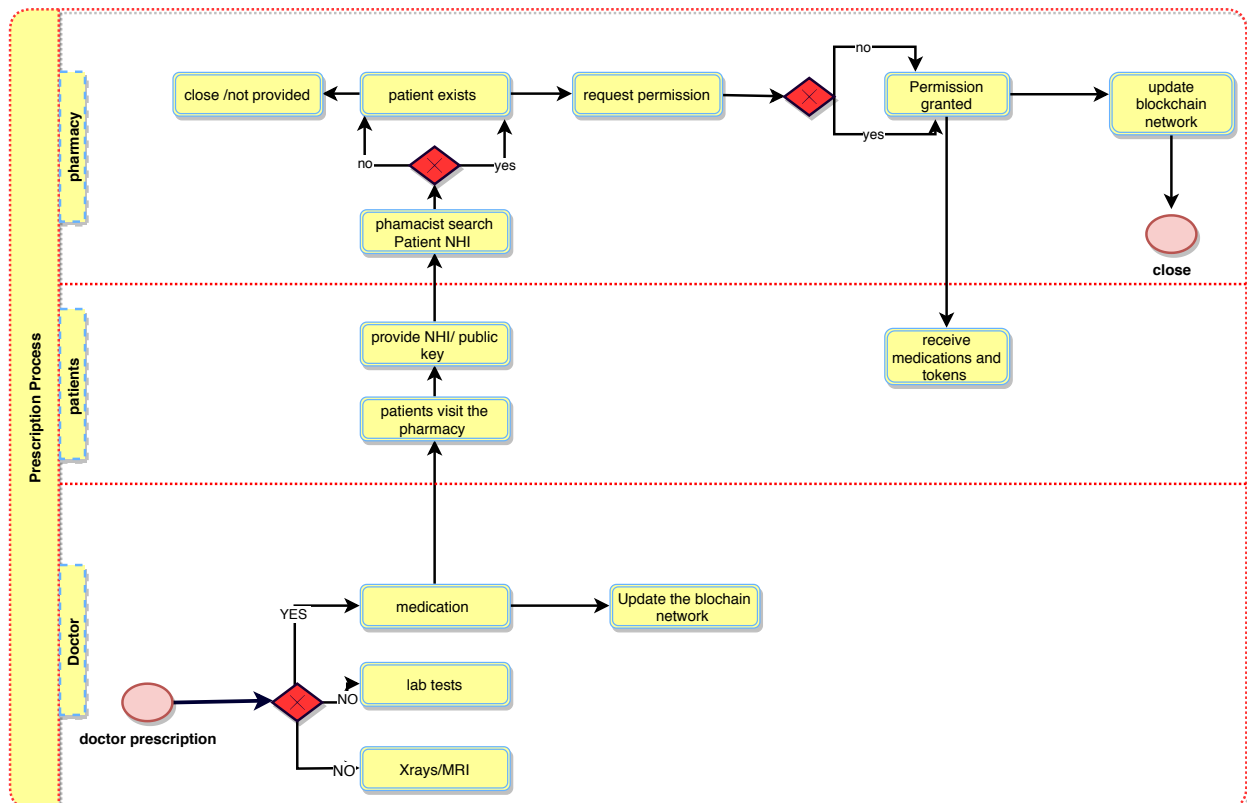 Prescription Process
pharmacy
close /not provided
patient exists
request permission
no
yes
Permission
granted
update
blockchain
network
no
yes
phamacist search
Patient NHI
close
patients
provide NHI/ public
key
receive
medications and
tokens
patients visit the
pharmacy
Doctor
YES
medication
Update the blochain
network
NO
lab tests
doctor prescription
NO
Xrays/MRI